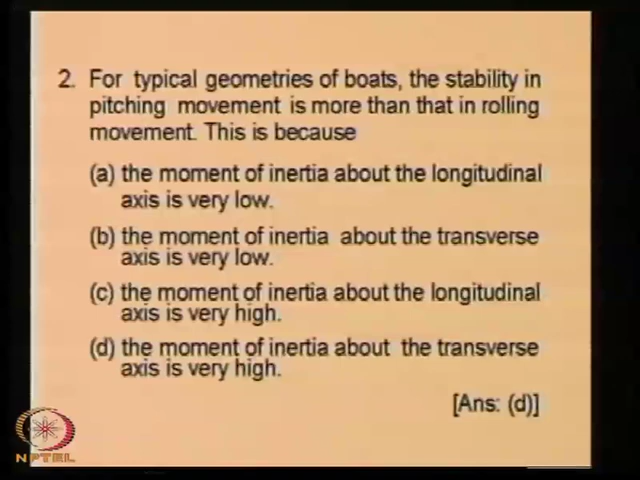 2. For typical geometries of boats, the stability in
pitching movement is more than that in rolling
movement. This is because
(a) the moment of inertia about the longitudinal
axis is very low.
(b) the moment of inertia about the transverse
axis is very low.
(c) the moment of inertia about the longitudinal
axis is very high.
(d) the moment of inertia about the transverse
axis is very high.
[Ans: (d)]
NPTEL